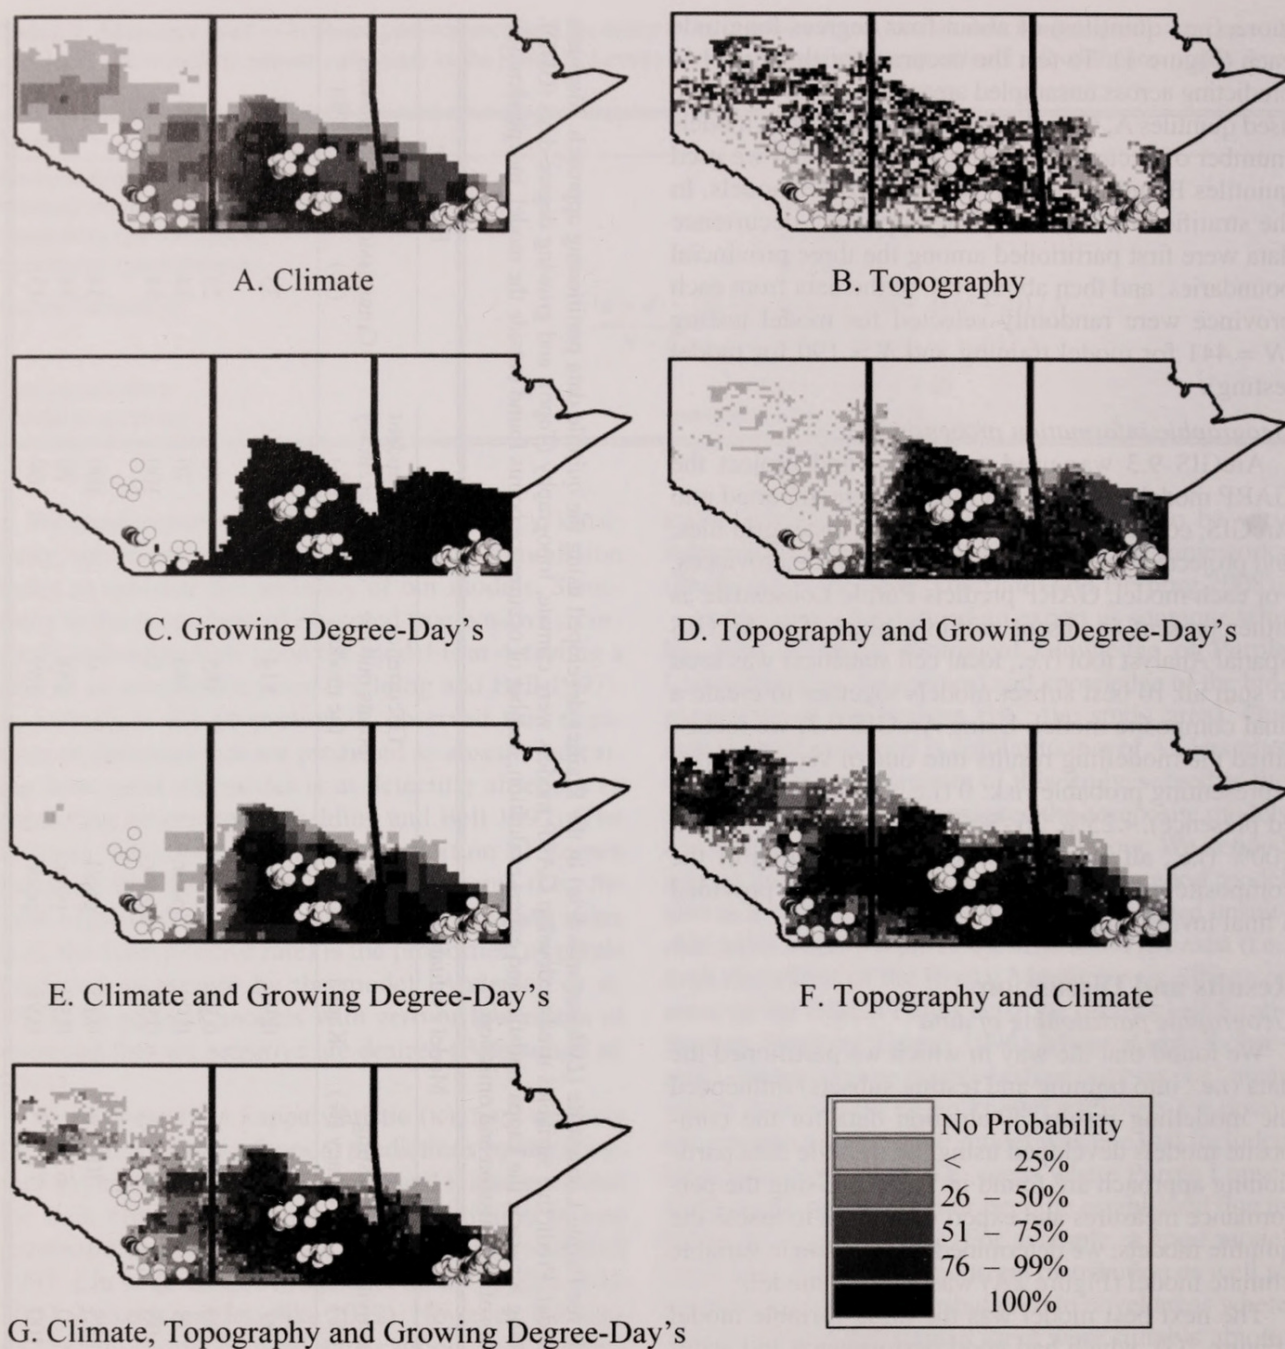 A. Climate
B. Topography
C. Growing Degree-Day's
D. Topography and Growing Degree-Day's
E. Climate and Growing Degree-Day's
F. Topography and Climate
G. Climate, Topography and Growing Degree-Day's
No Probability
< 25%
26 – 50%
51 – 75%
76 – 99%
100%